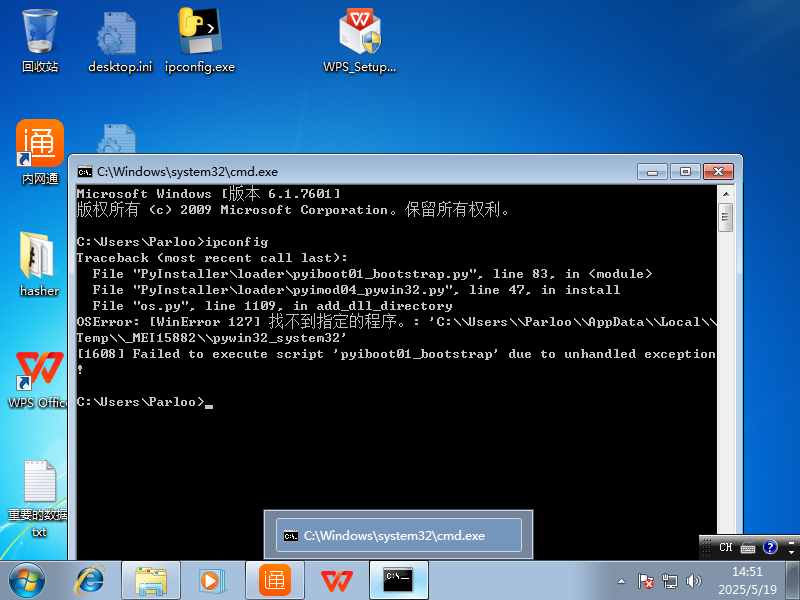 回收站
desktop.ini
ipconfig.exe
WPS_Setup...
通
内网通
hasher
WPS Offic
重要的数据
txt
C:\Windows\system32\cmd.exe
Microsoft Windows [版本 6.1.7601]
版权所有 (c) 2009 Microsoft Corporation。保留所有权利。
C:\Users\Parloo>ipconfig
Traceback (most recent call last):
File "PyInstaller\loader\pyiboot01_bootstrap.py", line 83, in <module>
File "PyInstaller\loader\pyimod04_pywin32.py", line 47, in install
File "os.py", line 1109, in add_dll_directory
OSError: [WinError 127] 找不到指定的程序。: 'C:\\Users\\Parloo\\AppData\\Local\\
Temp\\_MEI15882\\pywin32_system32'
[1608] Failed to execute script 'pyiboot01_bootstrap' due to unhandled exception
!
C:\Users\Parloo>
C:\Windows\system32\cmd.exe
CH
通
14:51
2025/5/19